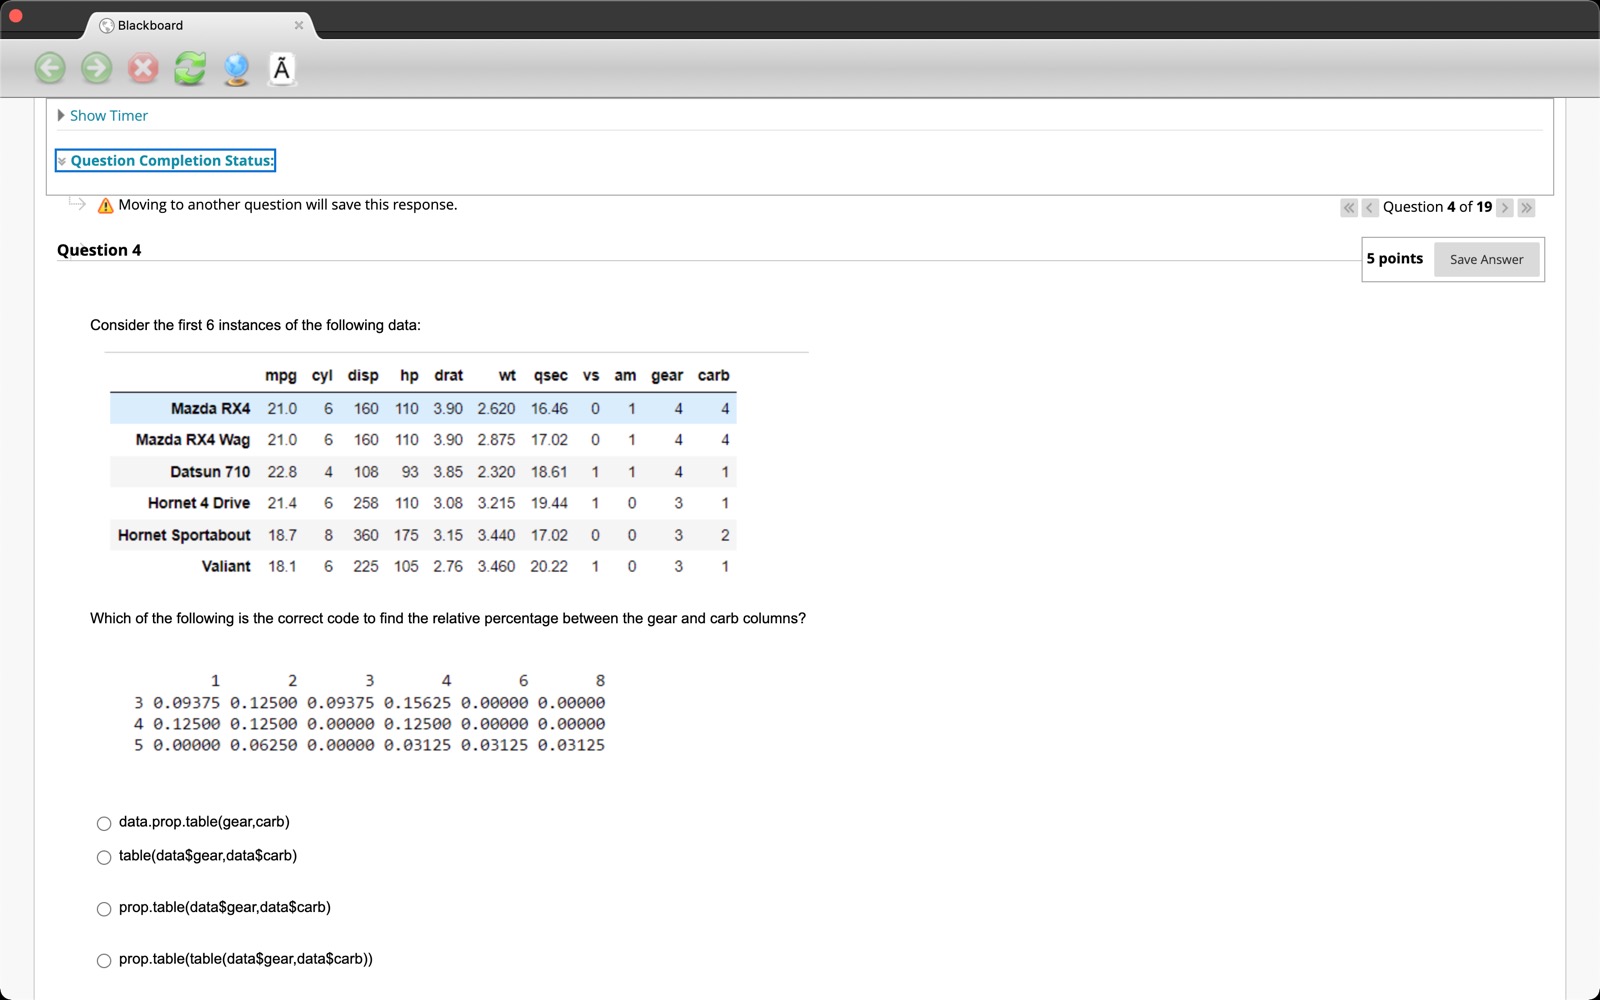 Blackboard
Ã
Show Timer
Question Completion Status:
Moving to another question will save this response.
Question 4 of 19
Question 4
5 points Save Answer
Consider the first 6 instances of the following data:
mpg cyl disp hp drat wt qsec vs am gear carb
Mazda RX4 21.0 6 160 110 3.90 2.620 16.46 0 1 4 4
Mazda RX4 Wag 21.0 6 160 110 3.90 2.875 17.02 0 1 4 4
Datsun 710 22.8 4 108 93 3.85 2.320 18.61 1 1 4 1
Hornet 4 Drive 21.4 6 258 110 3.08 3.215 19.44 1 0 3 1
Hornet Sportabout 18.7 8 360 175 3.15 3.440 17.02 0 0 3 2
Valiant 18.1 6 225 105 2.76 3.460 20.22 1 0 3 1
Which of the following is the correct code to find the relative percentage between the gear and carb columns?
1 2 3 4 6 8
3 0.09375 0.12500 0.09375 0.15625 0.00000 0.00000
4 0.12500 0.12500 0.00000 0.12500 0.00000 0.00000
5 0.00000 0.06250 0.00000 0.03125 0.03125 0.03125
data.prop.table(gear,carb)
table(data$gear,data$carb)
prop.table(data$gear,data$carb)
prop.table(table(data$gear,data$carb))